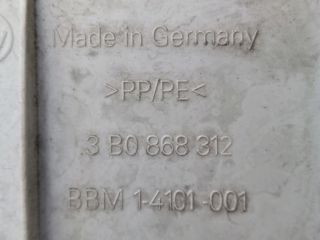 Made in Germany
>PP/PE<
3 B0 868 312
BBM 1-4101-001